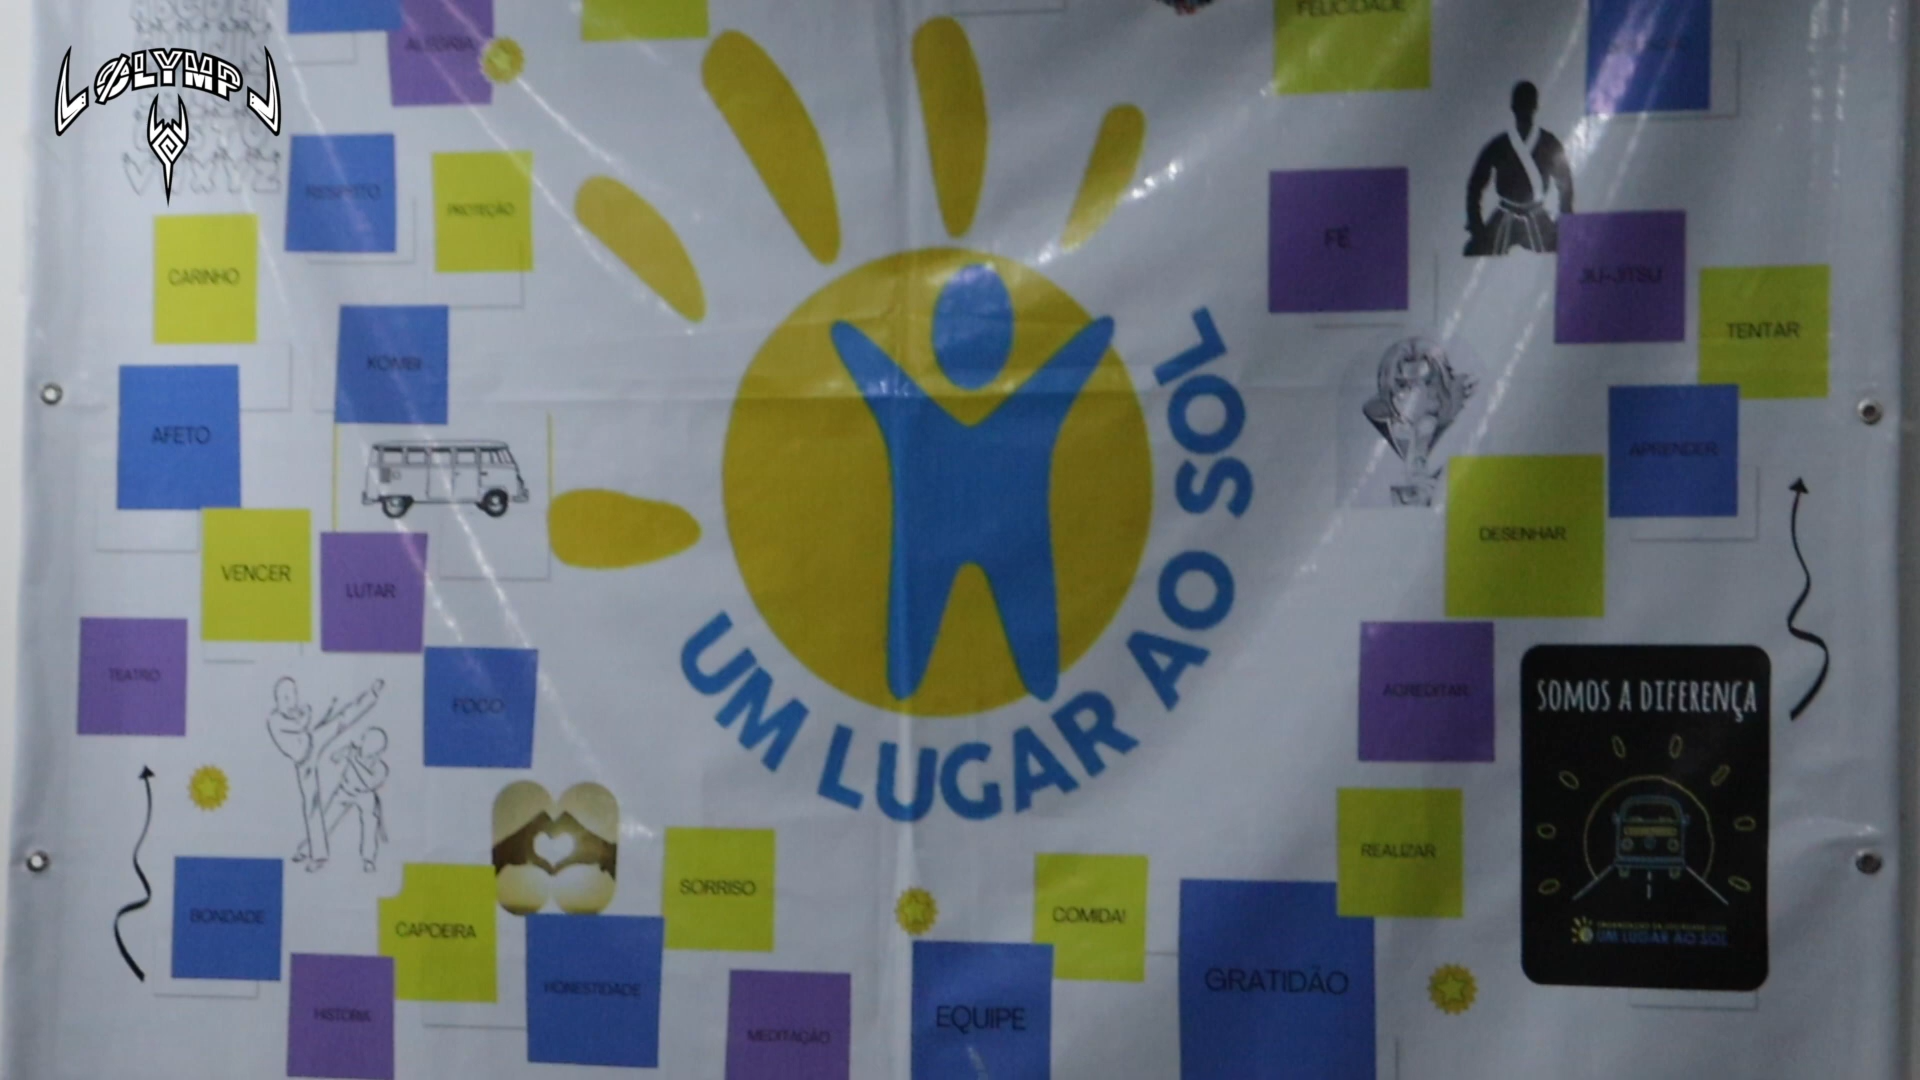 FELICIDADE
ALEGRIA
ØLYMP
RESPEITO
PROTEÇÃO
CARINHO
FÉ
JIU-JITSU
TENTAR
KOMBI
AFETO
APRENDER
DESENHAR
VENCER
LUTAR
TEATRO
FOCO
UM LUGAR AO SOL
ACREDITAR
SOMOS A DIFERENÇA
UM LUGAR AO SOL
REALIZAR
SORRISO
COMIDA!
BONDADE
CAPOEIRA
HONESTIDADE
GRATIDÃO
HISTORIA
MEDITAÇÃO
EQUIPE